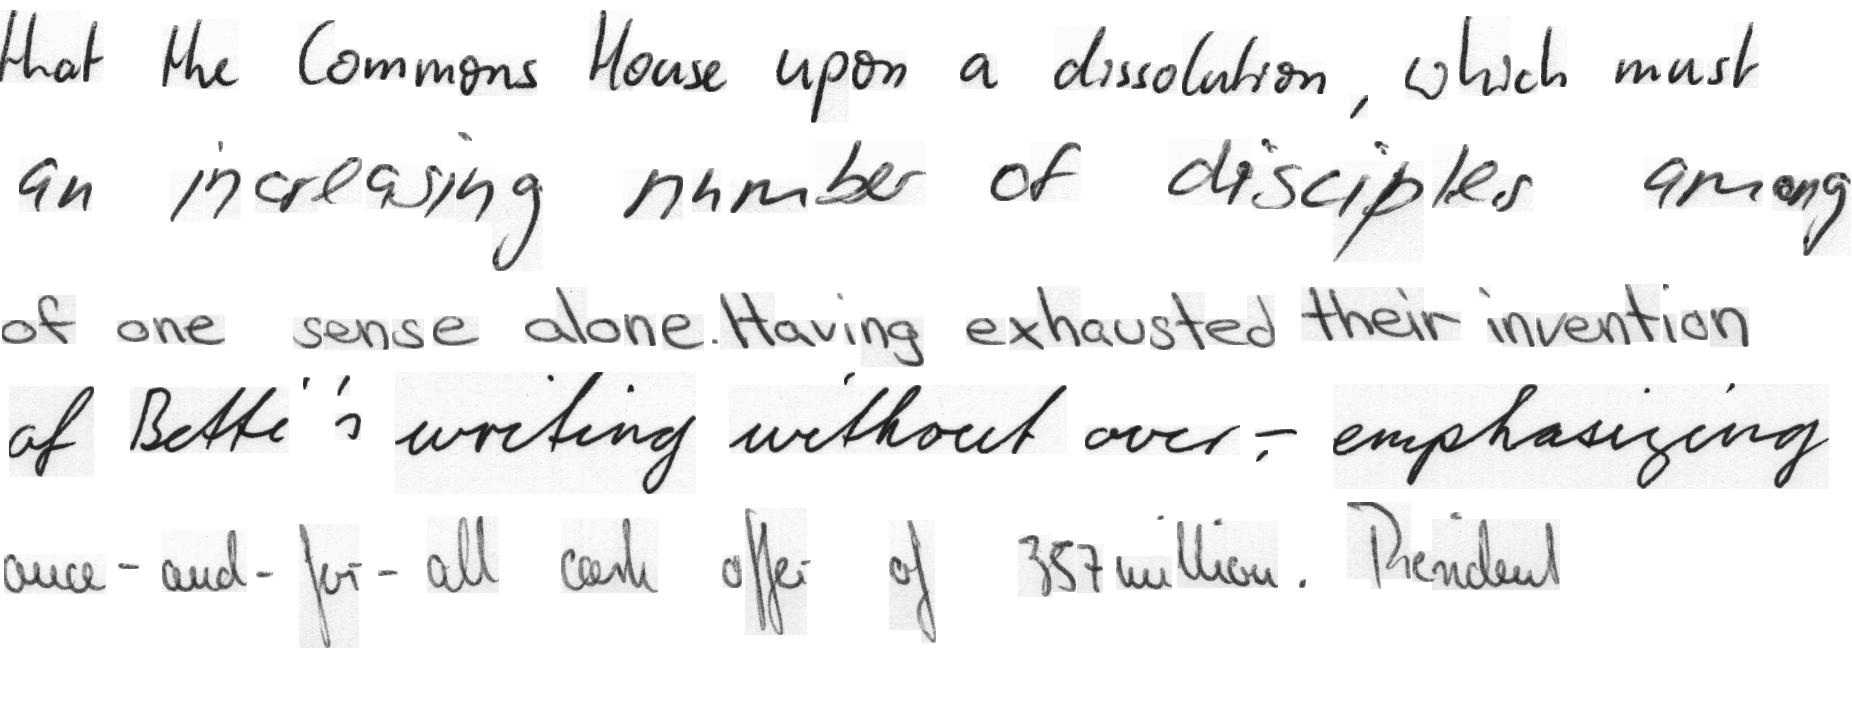 that the Commons House upon a dissolution, which must
an increasing number of disciples among
of one sense alone. Having exhausted their invention
of Betti's writing without over-emphasizing
once-and-for-all cash offer of 357 million. President